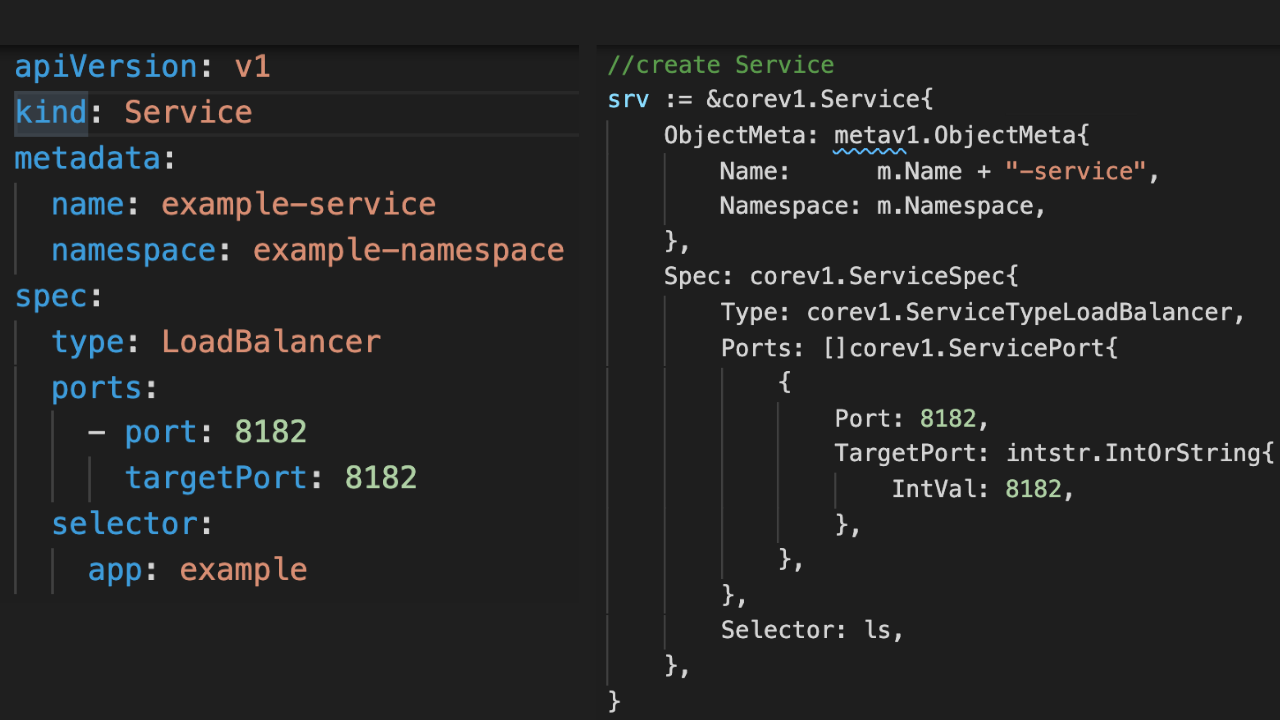 apiVersion: v1
kind: Service
metadata:
  name: example-service
  namespace: example-namespace
spec:
  type: LoadBalancer
  ports:
    - port: 8182
      targetPort: 8182
  selector:
    app: example
//create Service
srv := &corev1.Service{
    ObjectMeta: metav1.ObjectMeta{
        Name:      m.Name + "-service",
        Namespace: m.Namespace,
    },
    Spec: corev1.ServiceSpec{
        Type: corev1.ServiceTypeLoadBalancer,
        Ports: []corev1.ServicePort{
            {
                Port: 8182,
                TargetPort: intstr.IntOrString{
                    IntVal: 8182,
                },
            },
        },
        Selector: ls,
    },
}